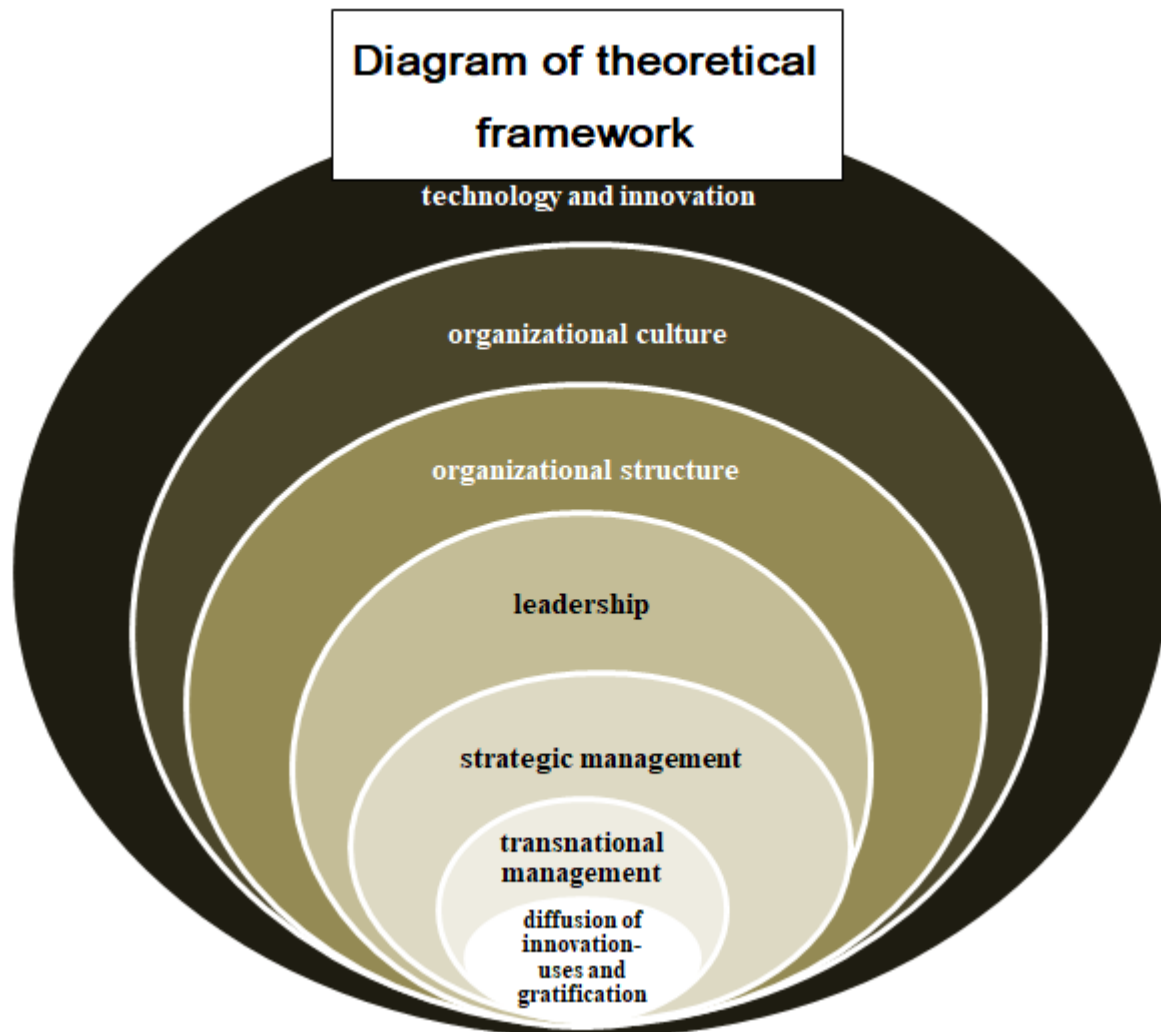 Diagram of theoretical
framework
technology and innovation
organizational culture
organizational structure
leadership
strategic management
transnational
management
diffusion of
innovation-
uses and
gratification